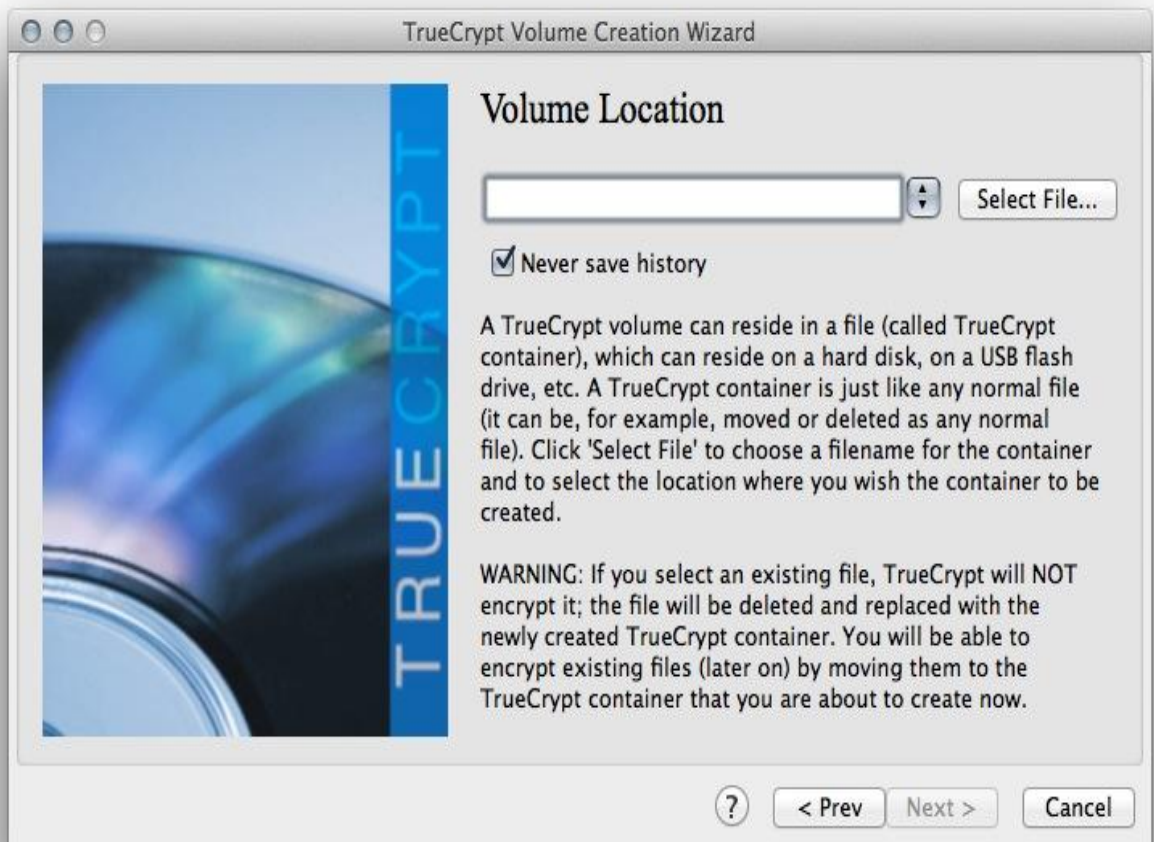 TrueCrypt Volume Creation Wizard
TRUECRYPT
Volume Location
Select File...
Never save history
A TrueCrypt volume can reside in a file (called TrueCrypt
container), which can reside on a hard disk, on a USB flash
drive, etc. A TrueCrypt container is just like any normal file
(it can be, for example, moved or deleted as any normal
file). Click 'Select File' to choose a filename for the container
and to select the location where you wish the container to be
created.
WARNING: If you select an existing file, TrueCrypt will NOT
encrypt it; the file will be deleted and replaced with the
newly created TrueCrypt container. You will be able to
encrypt existing files (later on) by moving them to the
TrueCrypt container that you are about to create now.
? < Prev Next > Cancel